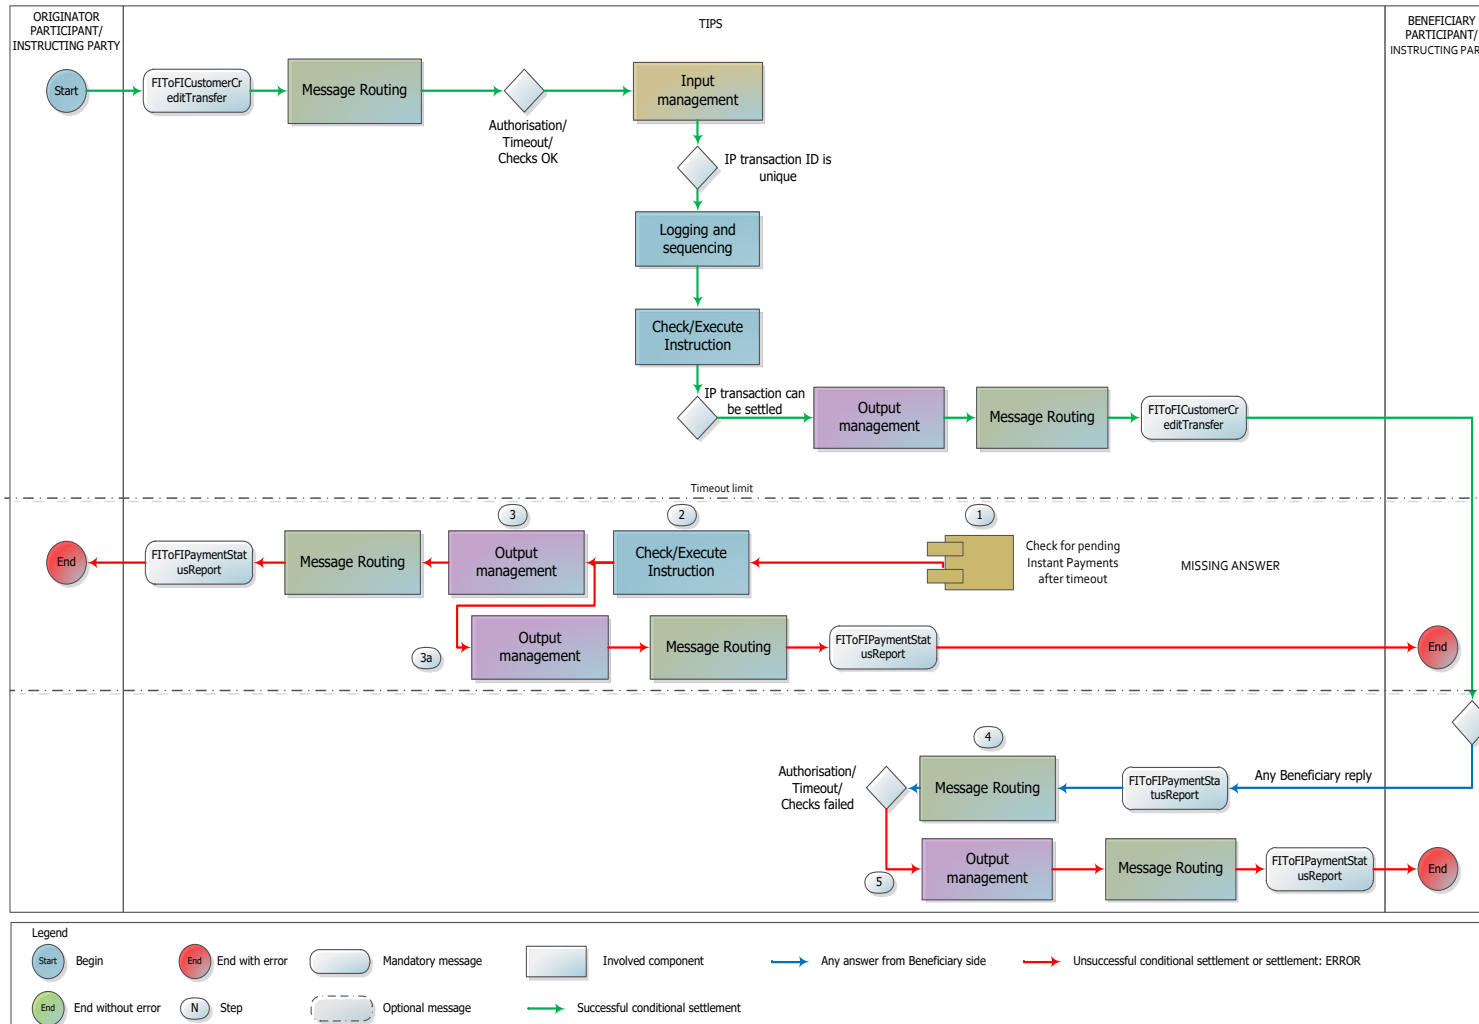 ORIGINATOR
PARTICIPANT/
INSTRUCTING PARTY
TIPS
BENEFICIARY
PARTICIPANT/
INSTRUCTING PAR
Start
FIToFICustomerCr
editTransfer
Message Routing
Authorisation/
Timeout/
Checks OK
Input
management
IP transaction ID is
unique
Logging and
sequencing
Check/Execute
Instruction
IP transaction can
be settled
Output
management
Message Routing
FIToFICustomerCr
editTransfer
Timeout limit
3
2
1
End
FIToFIPaymentStat
usReport
Message Routing
Output
management
Check/Execute
Instruction
Check for pending
Instant Payments
after timeout
MISSING ANSWER
3a
Output
management
Message Routing
FIToFIPaymentStat
usReport
End
4
Authorisation/
Timeout/
Checks failed
Message Routing
FIToFIPaymentSta
tusReport
Any Beneficiary reply
5
Output
management
Message Routing
FIToFIPaymentStat
usReport
End
Legend
Start
Begin
End
End with error
Mandatory message
Involved component
Any answer from Beneficiary side
Unsuccessful conditional settlement or settlement: ERROR
End
End without error
N
Step
Optional message
Successful conditional settlement